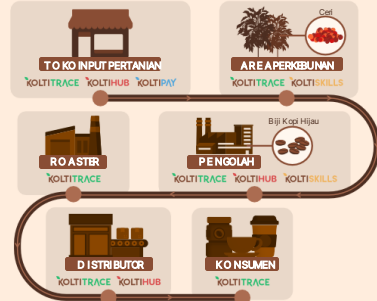 TOKO INPUT PERTANIAN
KOLTITRACE KOLTIHUB KOLTIPAY
Ceri
AREA PERKEBUNAN
KOLTITRACE KOLTISKILLS
ROASTER
KOLTITRACE
Biji Kopi Hijau
PENGOLAH
KOLTITRACE KOLTIHUB KOLTISKILLS
DISTRIBUTOR
KOLTITRACE KOLTIHUB
KONSUMEN
KOLTITRACE